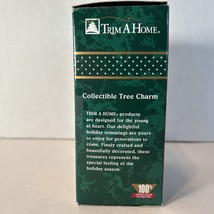 TRIM A HOME®
Collectible Tree Charm
TRIM A HOME® products
are designed for the young
at heart. Our delightful
holiday trimmings are yours
to enjoy for generations to
come. Finely crafted and
beautifully decorated, these
treasures represent the
special feeling of the
holiday season.
100%